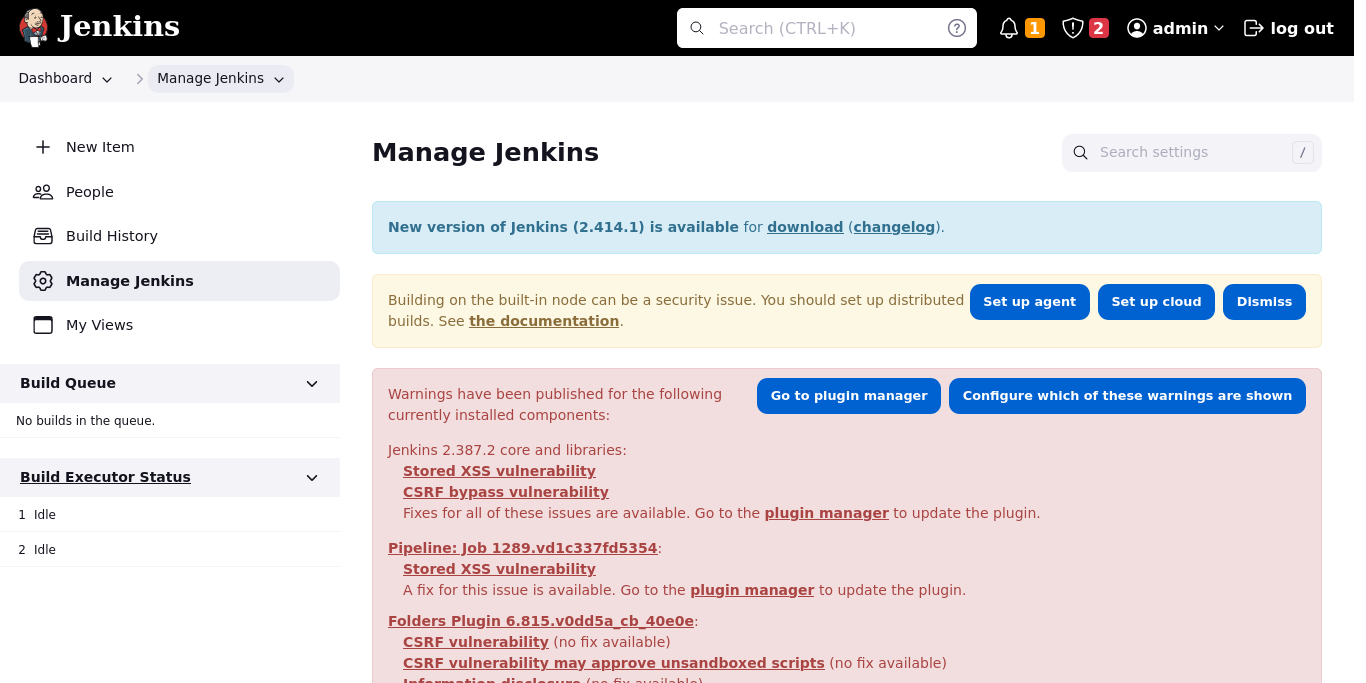 Jenkins
Search (CTRL+K)
1
2
admin
log out
Dashboard
Manage Jenkins
New Item
People
Build History
Manage Jenkins
My Views
Build Queue
No builds in the queue.
Build Executor Status
1 Idle
2 Idle
Manage Jenkins
Search settings
/
New version of Jenkins (2.414.1) is available for download (changelog).
Building on the built-in node can be a security issue. You should set up distributed
builds. See the documentation.
Set up agent
Set up cloud
Dismiss
Warnings have been published for the following
currently installed components:
Go to plugin manager
Configure which of these warnings are shown
Jenkins 2.387.2 core and libraries:
Stored XSS vulnerability
CSRF bypass vulnerability
Fixes for all of these issues are available. Go to the plugin manager to update the plugin.
Pipeline: Job 1289.vd1c337fd5354:
Stored XSS vulnerability
A fix for this issue is available. Go to the plugin manager to update the plugin.
Folders Plugin 6.815.v0dd5a_cb_40e0e:
CSRF vulnerability (no fix available)
CSRF vulnerability may approve unsandboxed scripts (no fix available)
Information disclosure (no fix available)